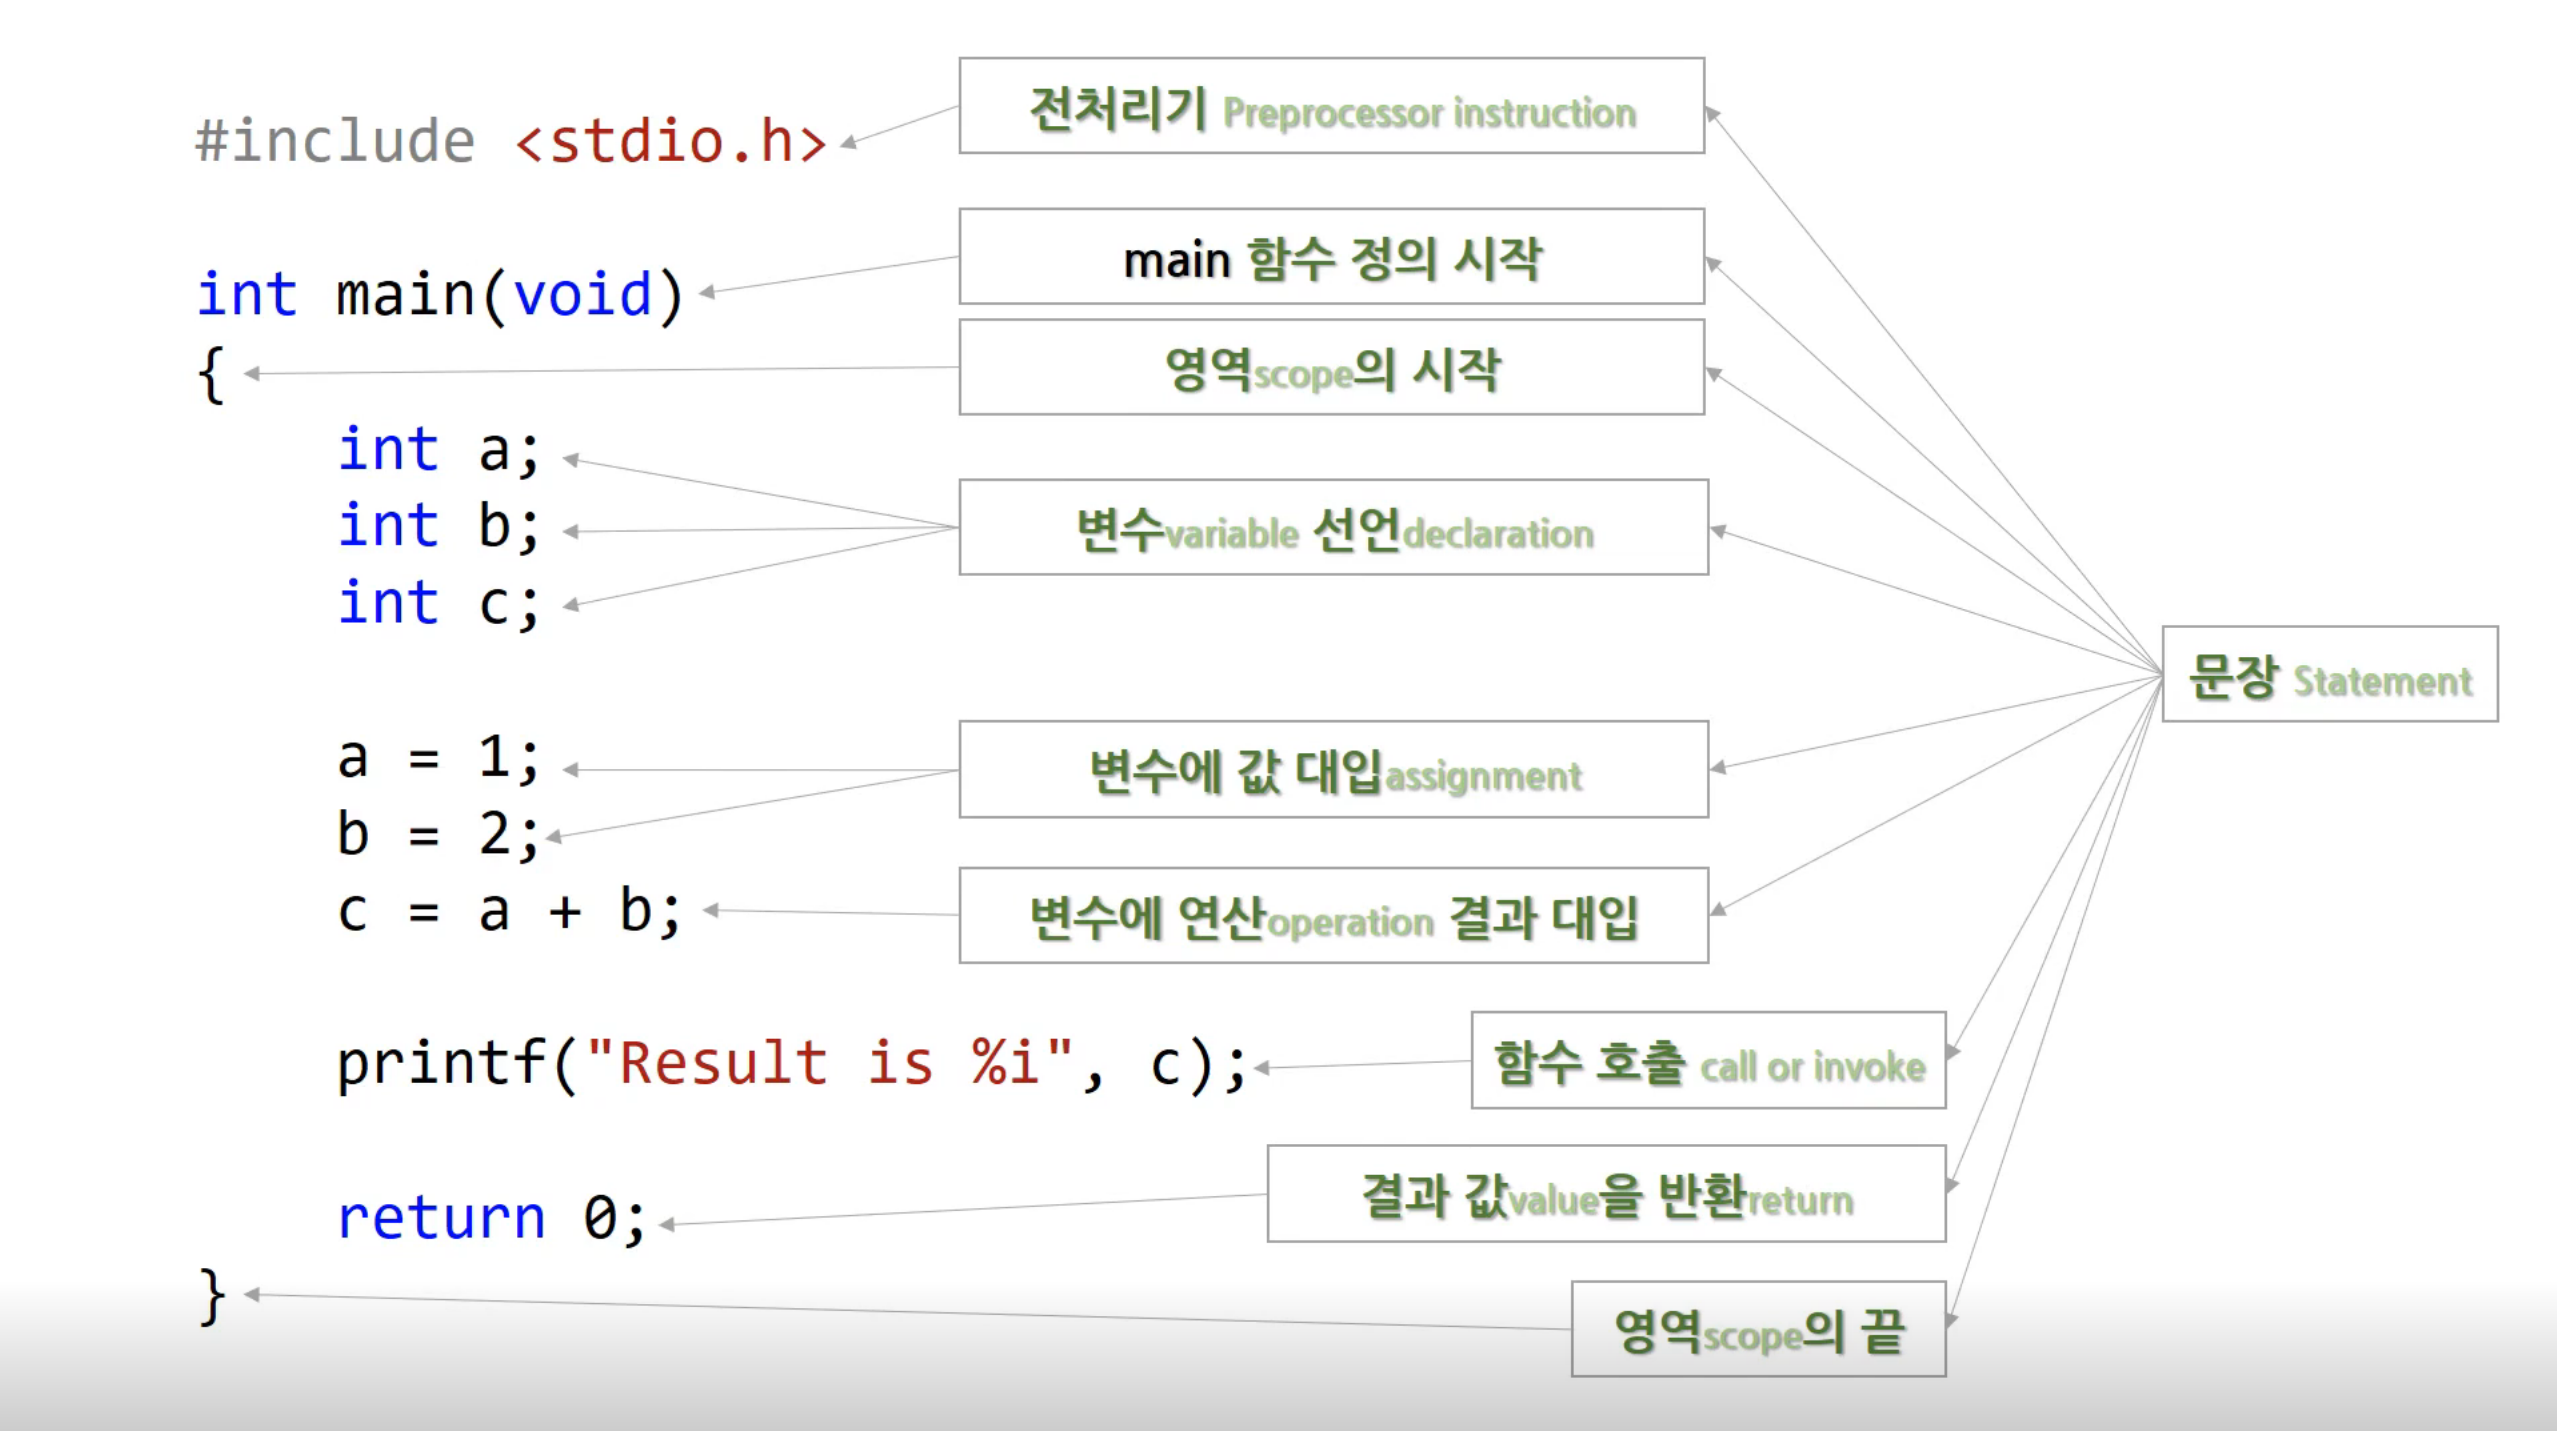 #include <stdio.h>
전처리기 Preprocessor instruction
int main(void)
main 함수 정의 시작
{
영역scope의 시작
int a;
int b;
int c;
변수variable 선언declaration
문장 Statement
a = 1;
b = 2;
변수에 값 대입assignment
c = a + b;
변수에 연산operation 결과 대입
printf("Result is %i", c);
함수 호출 call or invoke
return 0;
결과 값value을 반환return
}
영역scope의 끝